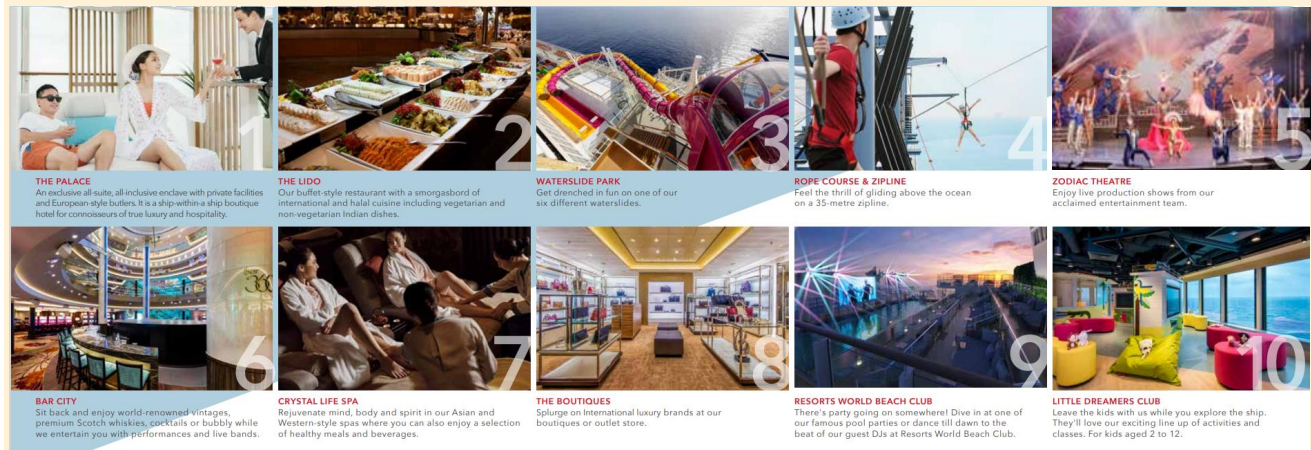 1
THE PALACE
An exclusive all-suite, all-inclusive enclave with private facilities
and European-style butlers. It is a ship-within-a ship boutique
hotel for connoisseurs of true luxury and hospitality.
2
THE LIDO
Our buffet-style restaurant with a smorgasbord of
international and halal cuisine including vegetarian and
non-vegetarian Indian dishes.
3
WATERSLIDE PARK
Get drenched in fun on one of our
six different waterslides.
4
ROPE COURSE & ZIPLINE
Feel the thrill of gliding above the ocean
on a 35-metre zipline.
5
ZODIAC THEATRE
Enjoy live production shows from our
acclaimed entertainment team.
6
BAR CITY
Sit back and enjoy world-renowned vintages,
premium Scotch whiskies, cocktails or bubbly while
we entertain you with performances and live bands.
7
CRYSTAL LIFE SPA
Rejuvenate mind, body and spirit in our Asian and
Western-style spas where you can also enjoy a selection
of healthy meals and beverages.
8
THE BOUTIQUES
Splurge on International luxury brands at our
boutiques or outlet store.
9
RESORTS WORLD BEACH CLUB
There's party going on somewhere! Dive in at one of
our famous pool parties or dance till dawn to the
beat of our guest DJs at Resorts World Beach Club.
10
LITTLE DREAMERS CLUB
Leave the kids with us while you explore the ship.
They'll love our exciting line up of activities and
classes. For kids aged 2 to 12.